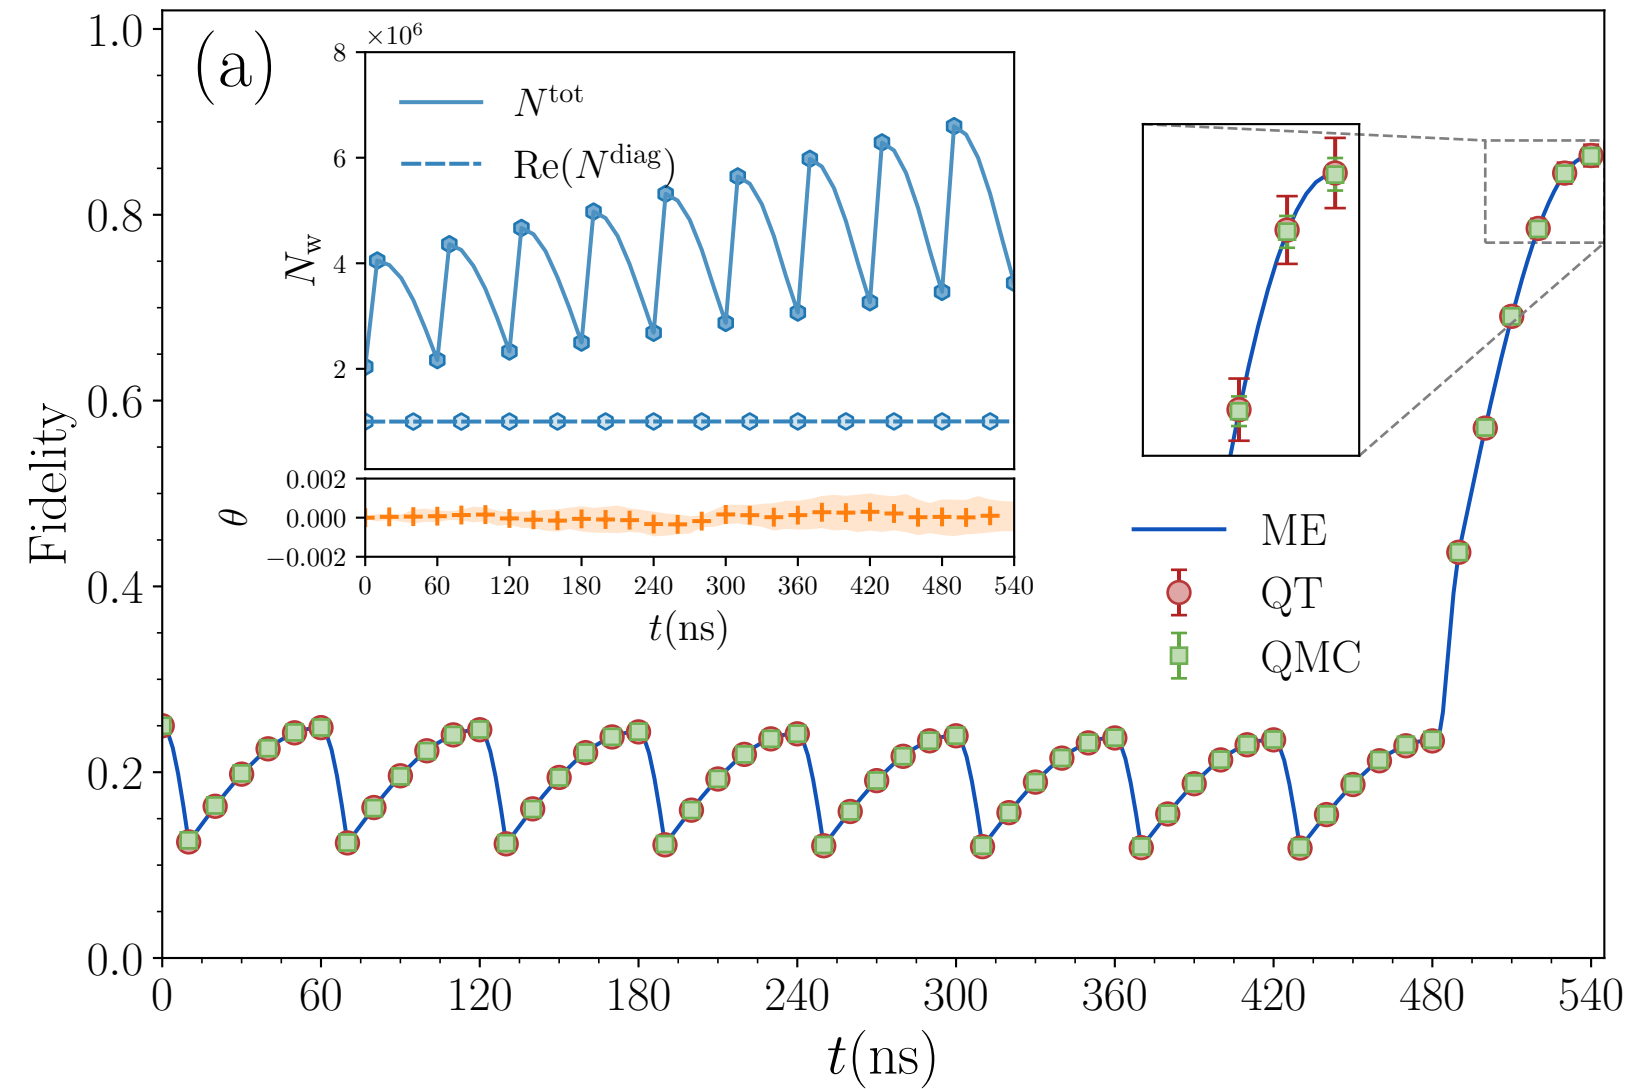 (a)
Fidelity
1.0
0.8
0.6
0.4
0.2
0.0
0 60 120 180 240 300 360 420 480 540
t(ns)
×10⁶
N_w
8
6
4
2
N^tot
Re(N^diag)
θ
0.002
0.000
−0.002
0 60 120 180 240 300 360 420 480 540
t(ns)
ME
QT
QMC